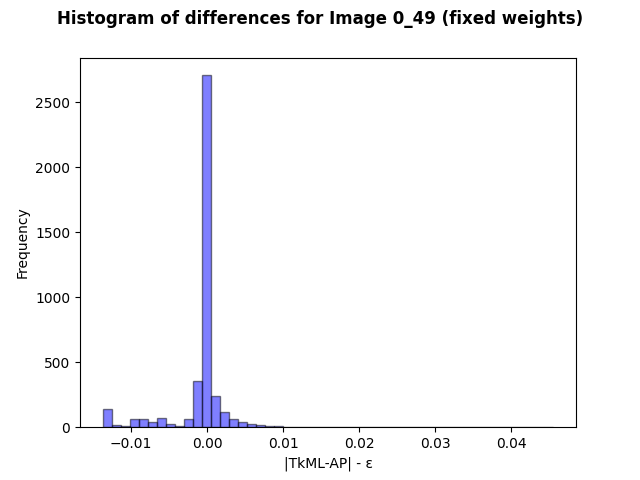 Histogram of differences for Image 0_49 (fixed weights)
Frequency
2500
2000
1500
1000
500
0
−0.01 0.00 0.01 0.02 0.03 0.04
|TkML-AP| - ε